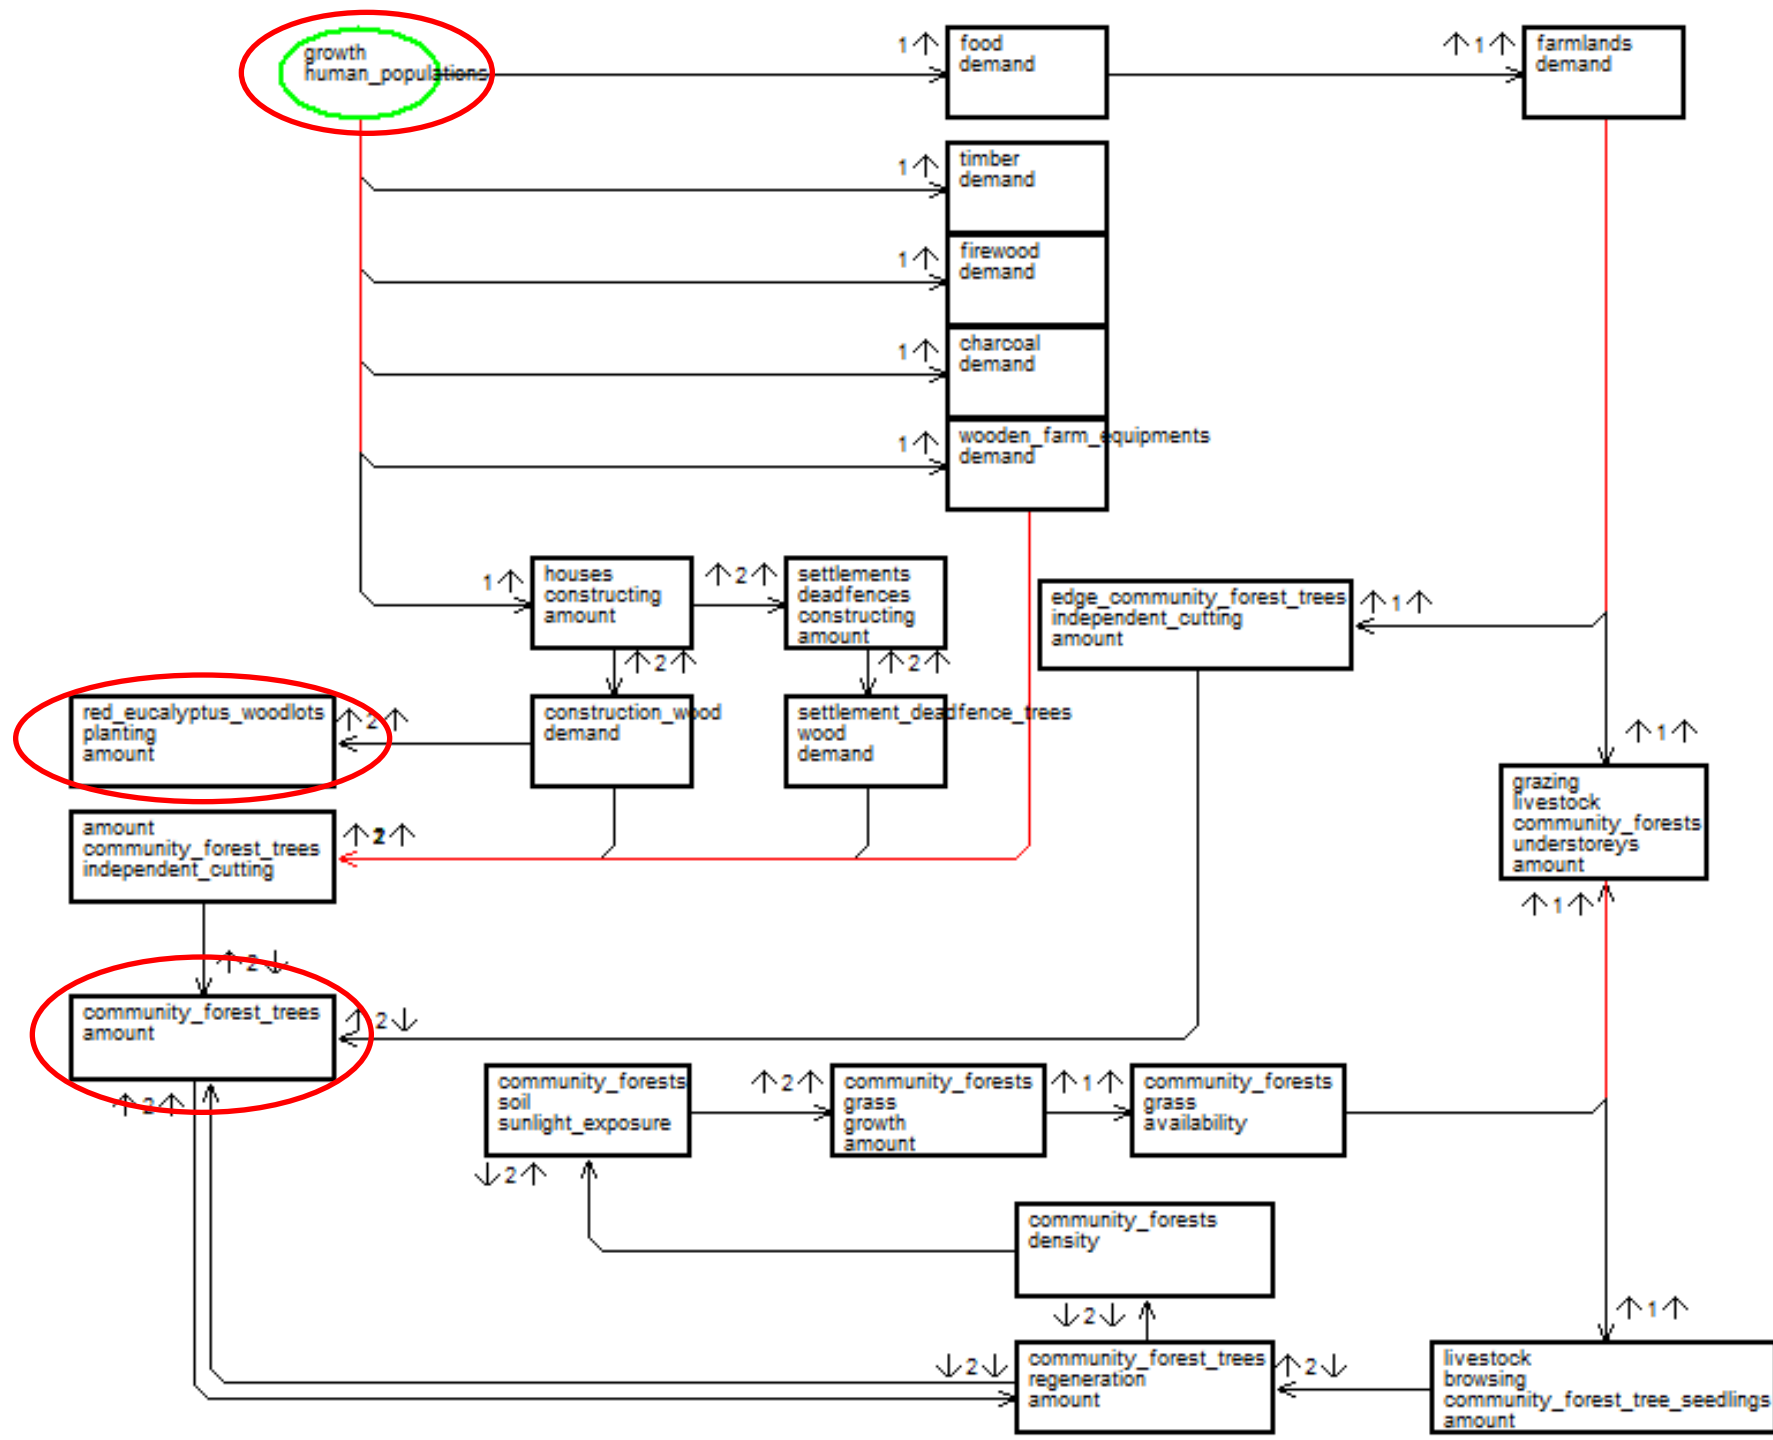 growth
human_populations
1↑
food
demand
↑1↑
farmlands
demand
1↑
timber
demand
1↑
firewood
demand
1↑
charcoal
demand
1↑
wooden_farm_equipments
demand
1↑
houses
constructing
amount
↑2↑
settlements
deadfences
constructing
amount
edge_community_forest_trees
independent_cutting
amount
↑1↑
↑2↑
↑2↑
red_eucalyptus_woodlots
planting
amount
↑2↑
construction_wood
demand
settlement_deadfence_trees
wood
demand
↑1↑
grazing
livestock
community_forests
understoreys
amount
↑1↑
amount
community_forest_trees
independent_cutting
↑2↓
community_forest_trees
amount
↑2↓
↑2↑
community_forests
soil
sunlight_exposure
↑2↑
community_forests
grass
growth
amount
↑1↑
community_forests
grass
availability
↓2↑
community_forests
density
↓2↓
↓2↓
community_forest_trees
regeneration
amount
↑2↓
↑1↑
livestock
browsing
community_forest_tree_seedlings
amount